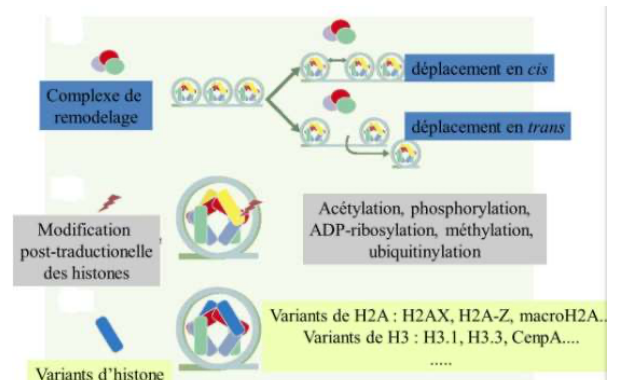 Complexe de
remodelage
déplacement en cis
déplacement en trans
Modification
post-traductionelle
des histones
Acétylation, phosphorylation,
ADP-ribosylation, méthylation,
ubiquitinylation
Variants d’histone
Variants de H2A : H2AX, H2A-Z, macroH2A..
Variants de H3 : H3.1, H3.3, CenpA....
.....